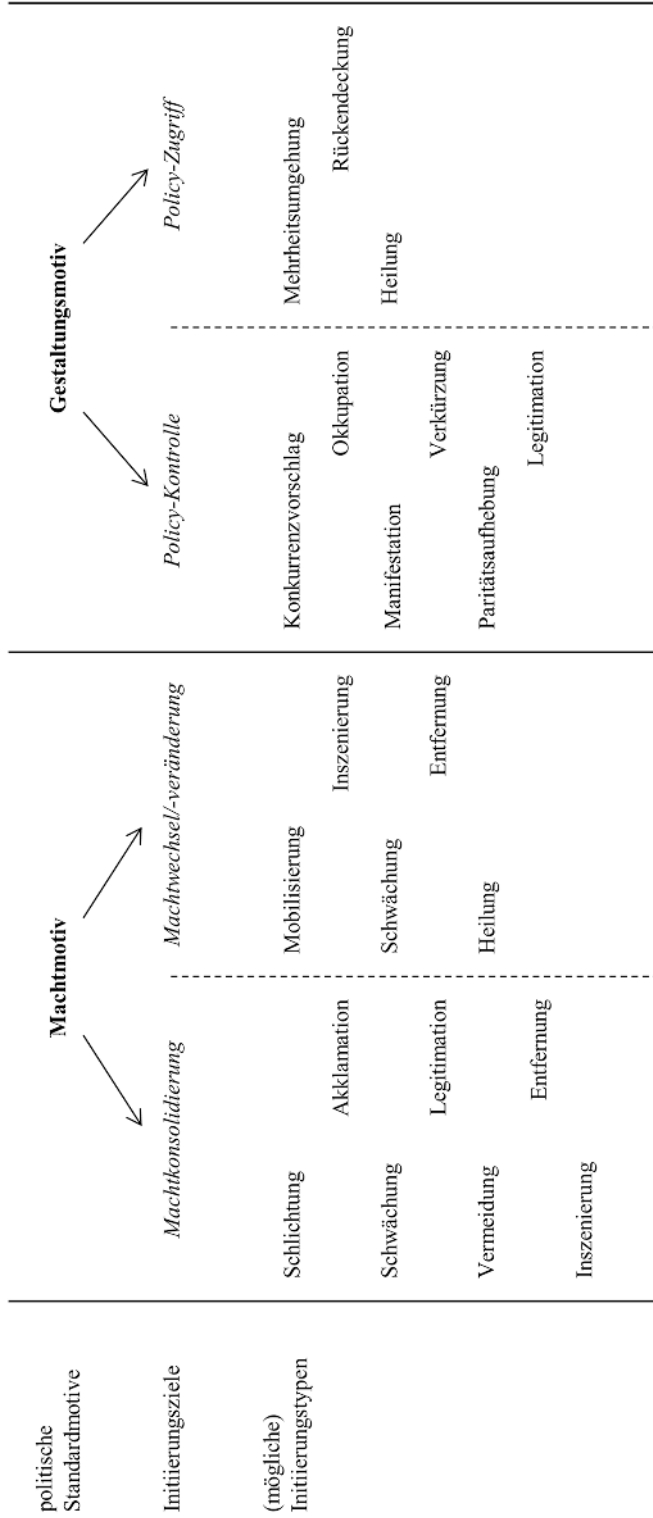 politische
Standardmotive
Machtmotiv
Gestaltungsmotiv
Initiierungsziele
Machtkonsolidierung
Machtwechsel/-veränderung
Policy-Kontrolle
Policy-Zugriff
(mögliche)
Initiierungstypen
Schlichtung
Akklamation
Schwächung
Legitimation
Vermeidung
Entfernung
Inszenierung
Mobilisierung
Inszenierung
Schwächung
Entfernung
Heilung
Konkurrenzvorschlag
Okkupation
Manifestation
Verkürzung
Paritätsaufhebung
Legitimation
Mehrheitsumgehung
Rückendeckung
Heilung